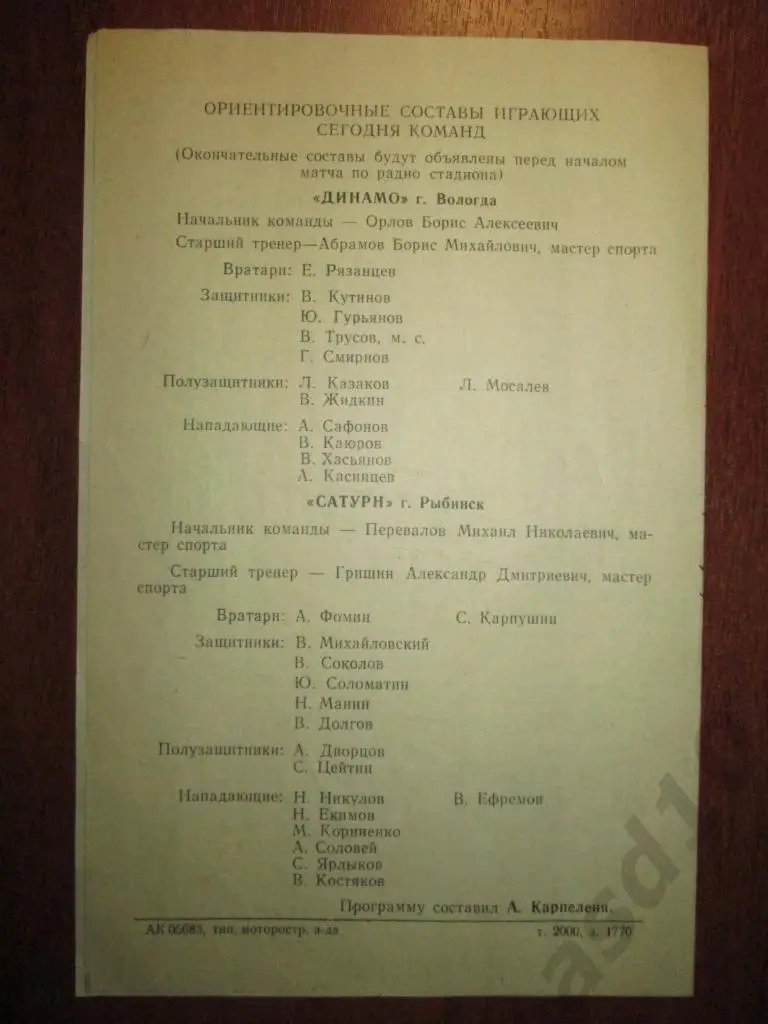 ОРИЕНТИРОВОЧНЫЕ СОСТАВЫ ИГРАЮЩИХ
СЕГОДНЯ КОМАНД
(Окончательные составы будут объявлены перед началом
матча по радио стадиона)
«ДИНАМО» г. Вологда
Начальник команды — Орлов Борис Алексеевич
Старший тренер—Абрамов Борис Михайлович, мастер спорта
Вратари: Е. Рязанцев
Защитники: В. Кутинов
Ю. Гурьянов
В. Трусов, м. с.
Г. Смирнов
Полузащитники: Л. Казаков Л. Мосалев
В. Жидкин
Нападающие: А. Сафонов
В. Каюров
В. Хасьянов
А. Касинцев
«САТУРН» г. Рыбинск
Начальник команды — Перевалов Михаил Николаевич, ма-
стер спорта
Старший тренер — Гришин Александр Дмитриевич, мастер
спорта
Вратари: А. Фомин С. Карпушин
Защитники: В. Михайловский
В. Соколов
Ю. Соломатин
Н. Манин
В. Долгов
Полузащитники: А. Дворцов
С. Цейтин
Нападающие: Н. Никулов В. Ефремов
Н. Екимов
М. Корниенко
А. Соловей
С. Ярлыков
В. Костяков
Программу составил А. Карпеленя.
АК 05683, тип. моторостр. з-да т. 2000, з. 1770
asd1